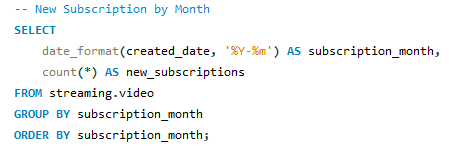 -- New Subscription by Month
SELECT
    date_format(created_date, '%Y-%m') AS subscription_month,
    count(*) AS new_subscriptions
FROM streaming.video
GROUP BY subscription_month
ORDER BY subscription_month;